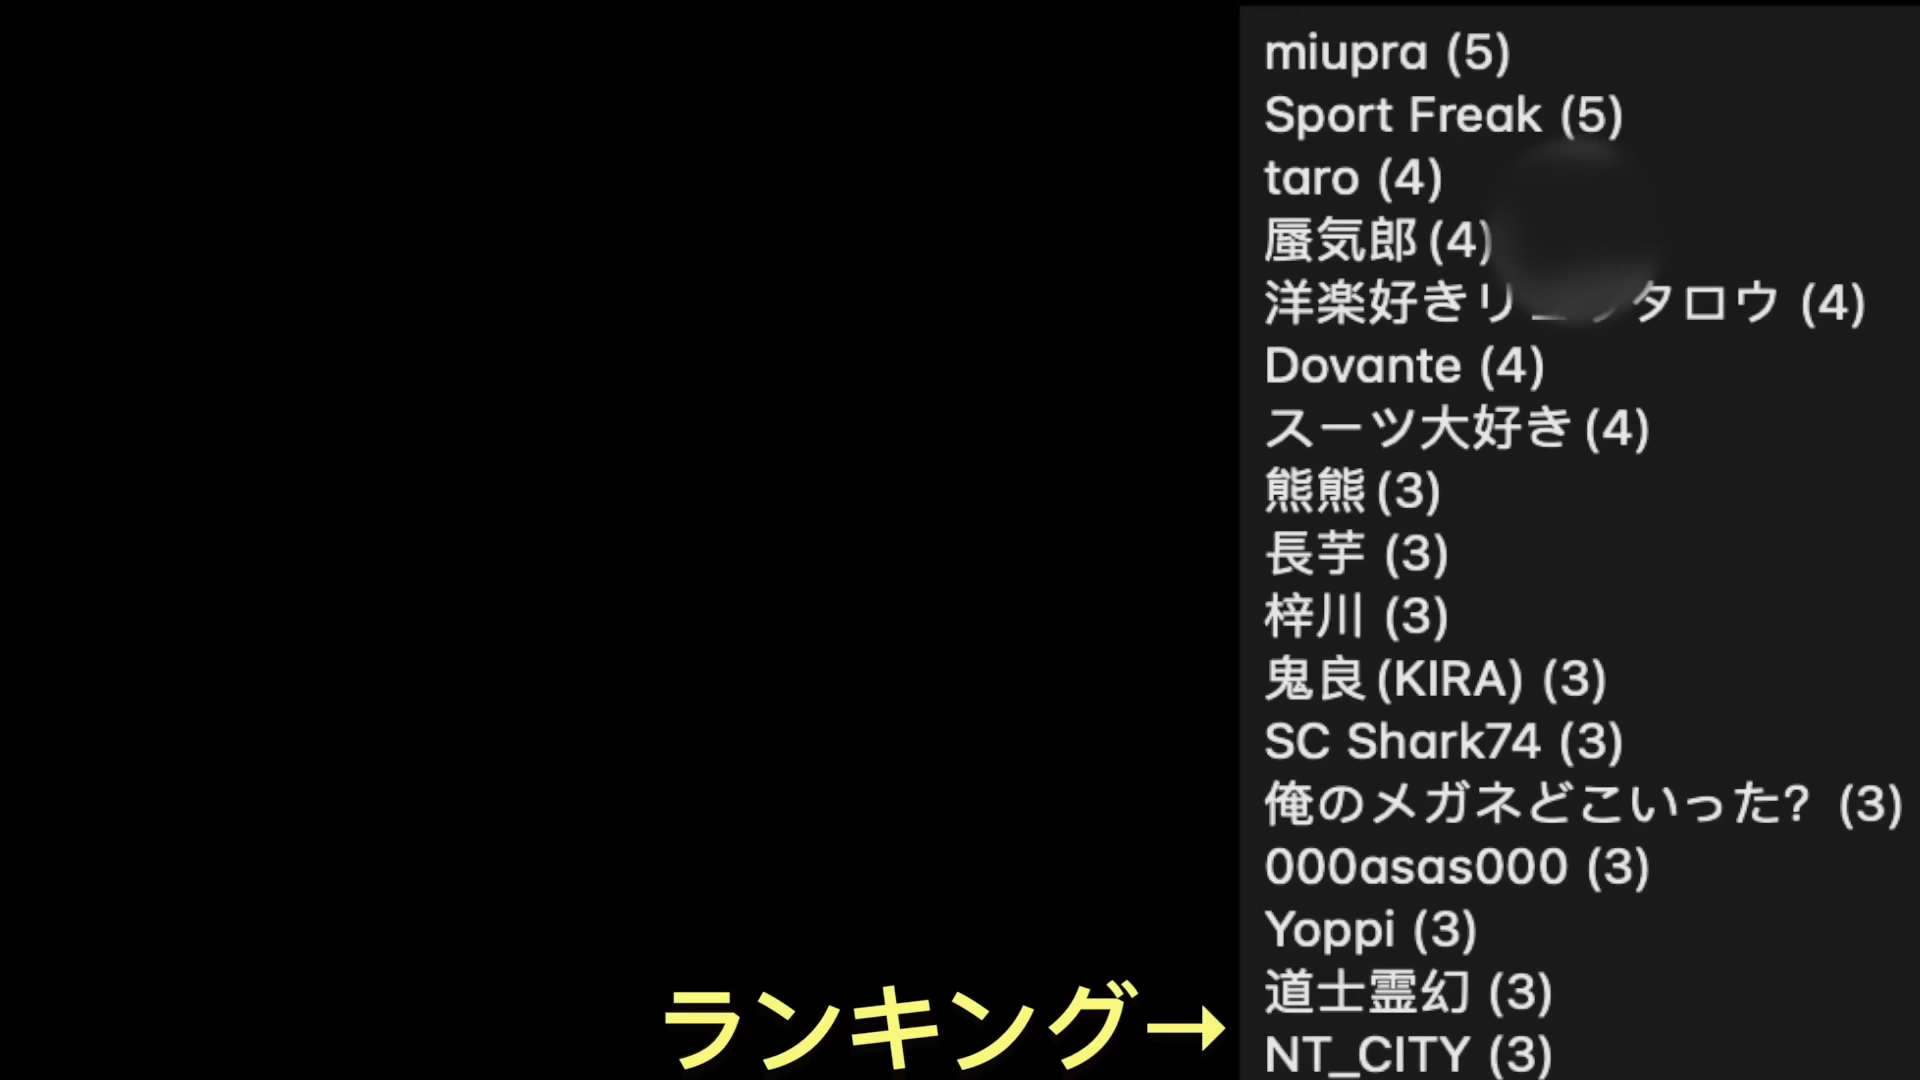 miupra (5)
Sport Freak (5)
taro (4)
蜃気郎 (4)
洋楽好き タロウ (4)
Dovante (4)
スーツ大好き (4)
熊熊 (3)
長芋 (3)
梓川 (3)
鬼良 (KIRA) (3)
SC Shark74 (3)
俺のメガネどこいった? (3)
000asas000 (3)
Yoppi (3)
道士霊幻 (3)
NT_CITY (3)
ランキング→